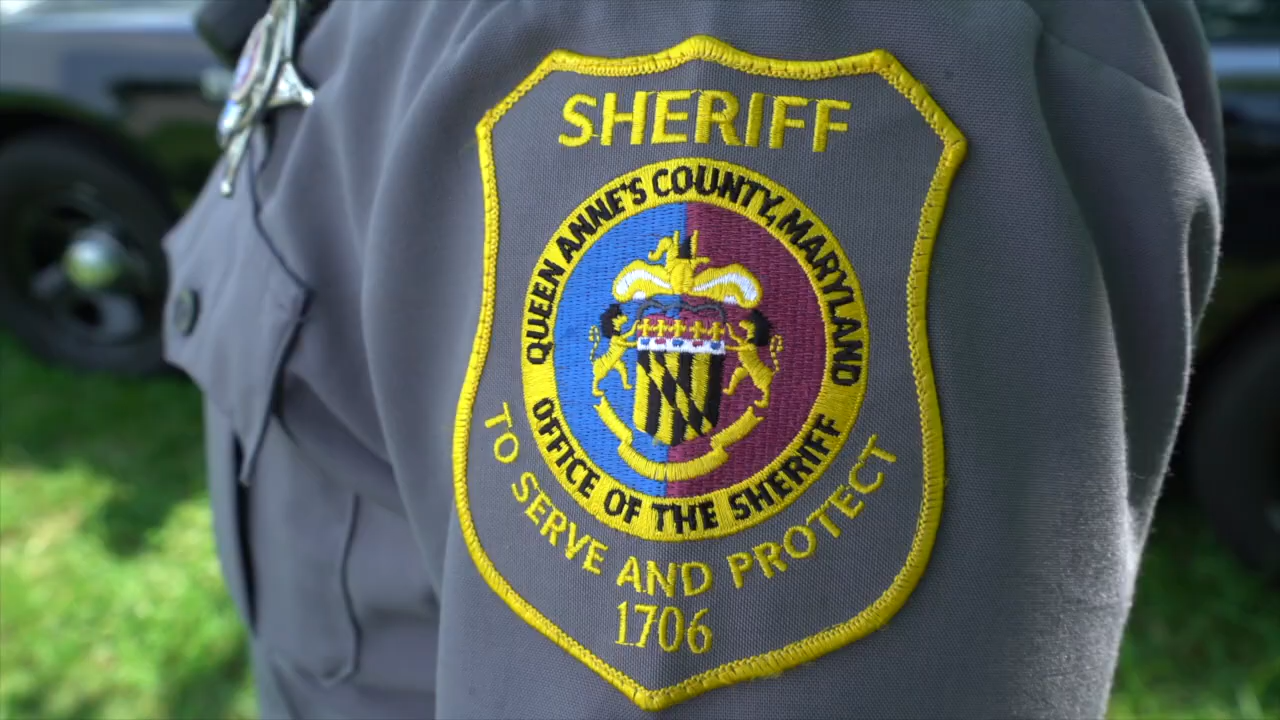 SHERIFF
QUEEN ANNE'S COUNTY, MARYLAND
OFFICE OF THE SHERIFF
TO SERVE AND PROTECT
1706